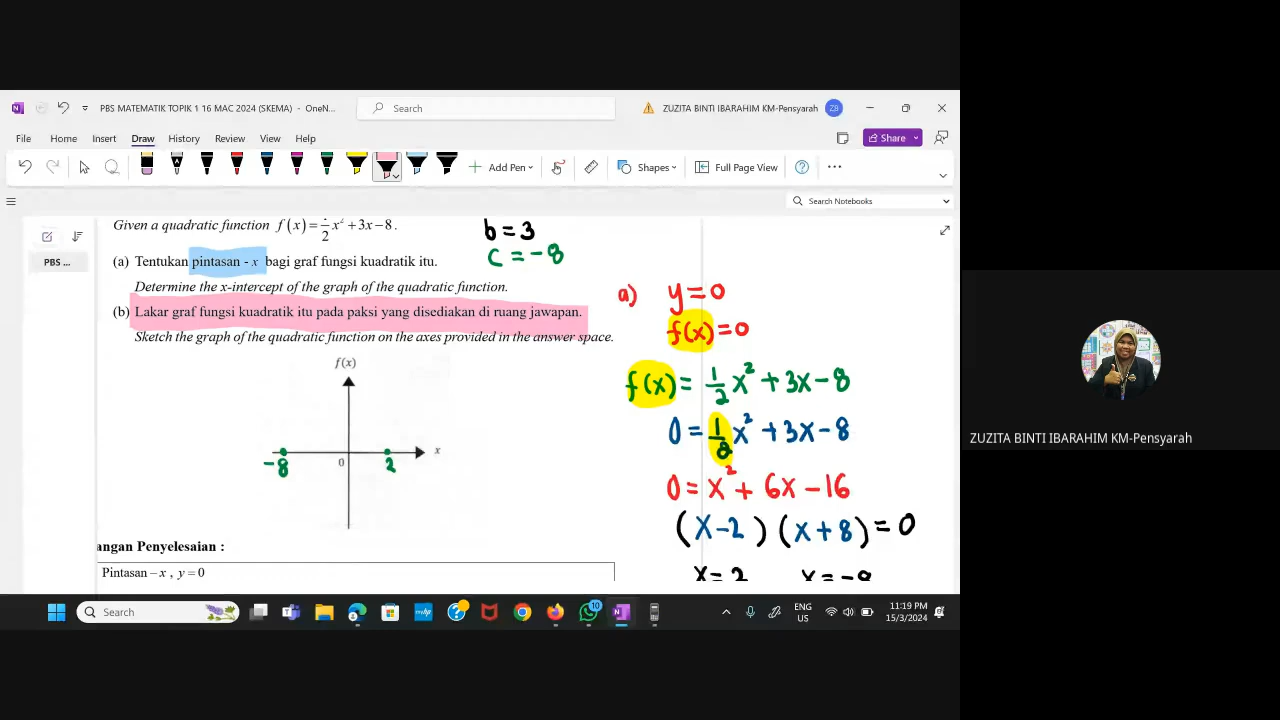 PBS MATEMATIK TOPIK 1 16 MAC 2024 (SKEMA) - OneN...
Search
ZUZITA BINTI IBARAHIM KM-Pensyarah
ZB
File Home Insert Draw History Review View Help
Share
Add Pen
Shapes
Full Page View
Search Notebooks
PBS ...
Given a quadratic function f(x) = 1/2 x² + 3x - 8.
b = 3
c = -8
(a) Tentukan pintasan - x bagi graf fungsi kuadratik itu.
Determine the x-intercept of the graph of the quadratic function.
(b) Lakar graf fungsi kuadratik itu pada paksi yang disediakan di ruang jawapan.
Sketch the graph of the quadratic function on the axes provided in the answer space.
f(x)
x
0
-8
2
a) y = 0
f(x) = 0
f(x) = 1/2 x² + 3x - 8
0 = 1/2 x² + 3x - 8
0 = x² + 6x - 16
(x - 2) (x + 8) = 0
x = 2 x = -8
angan Penyelesaian :
Pintasan – x , y = 0
ZUZITA BINTI IBARAHIM KM-Pensyarah
Search
10
ENG
US
11:19 PM
15/3/2024